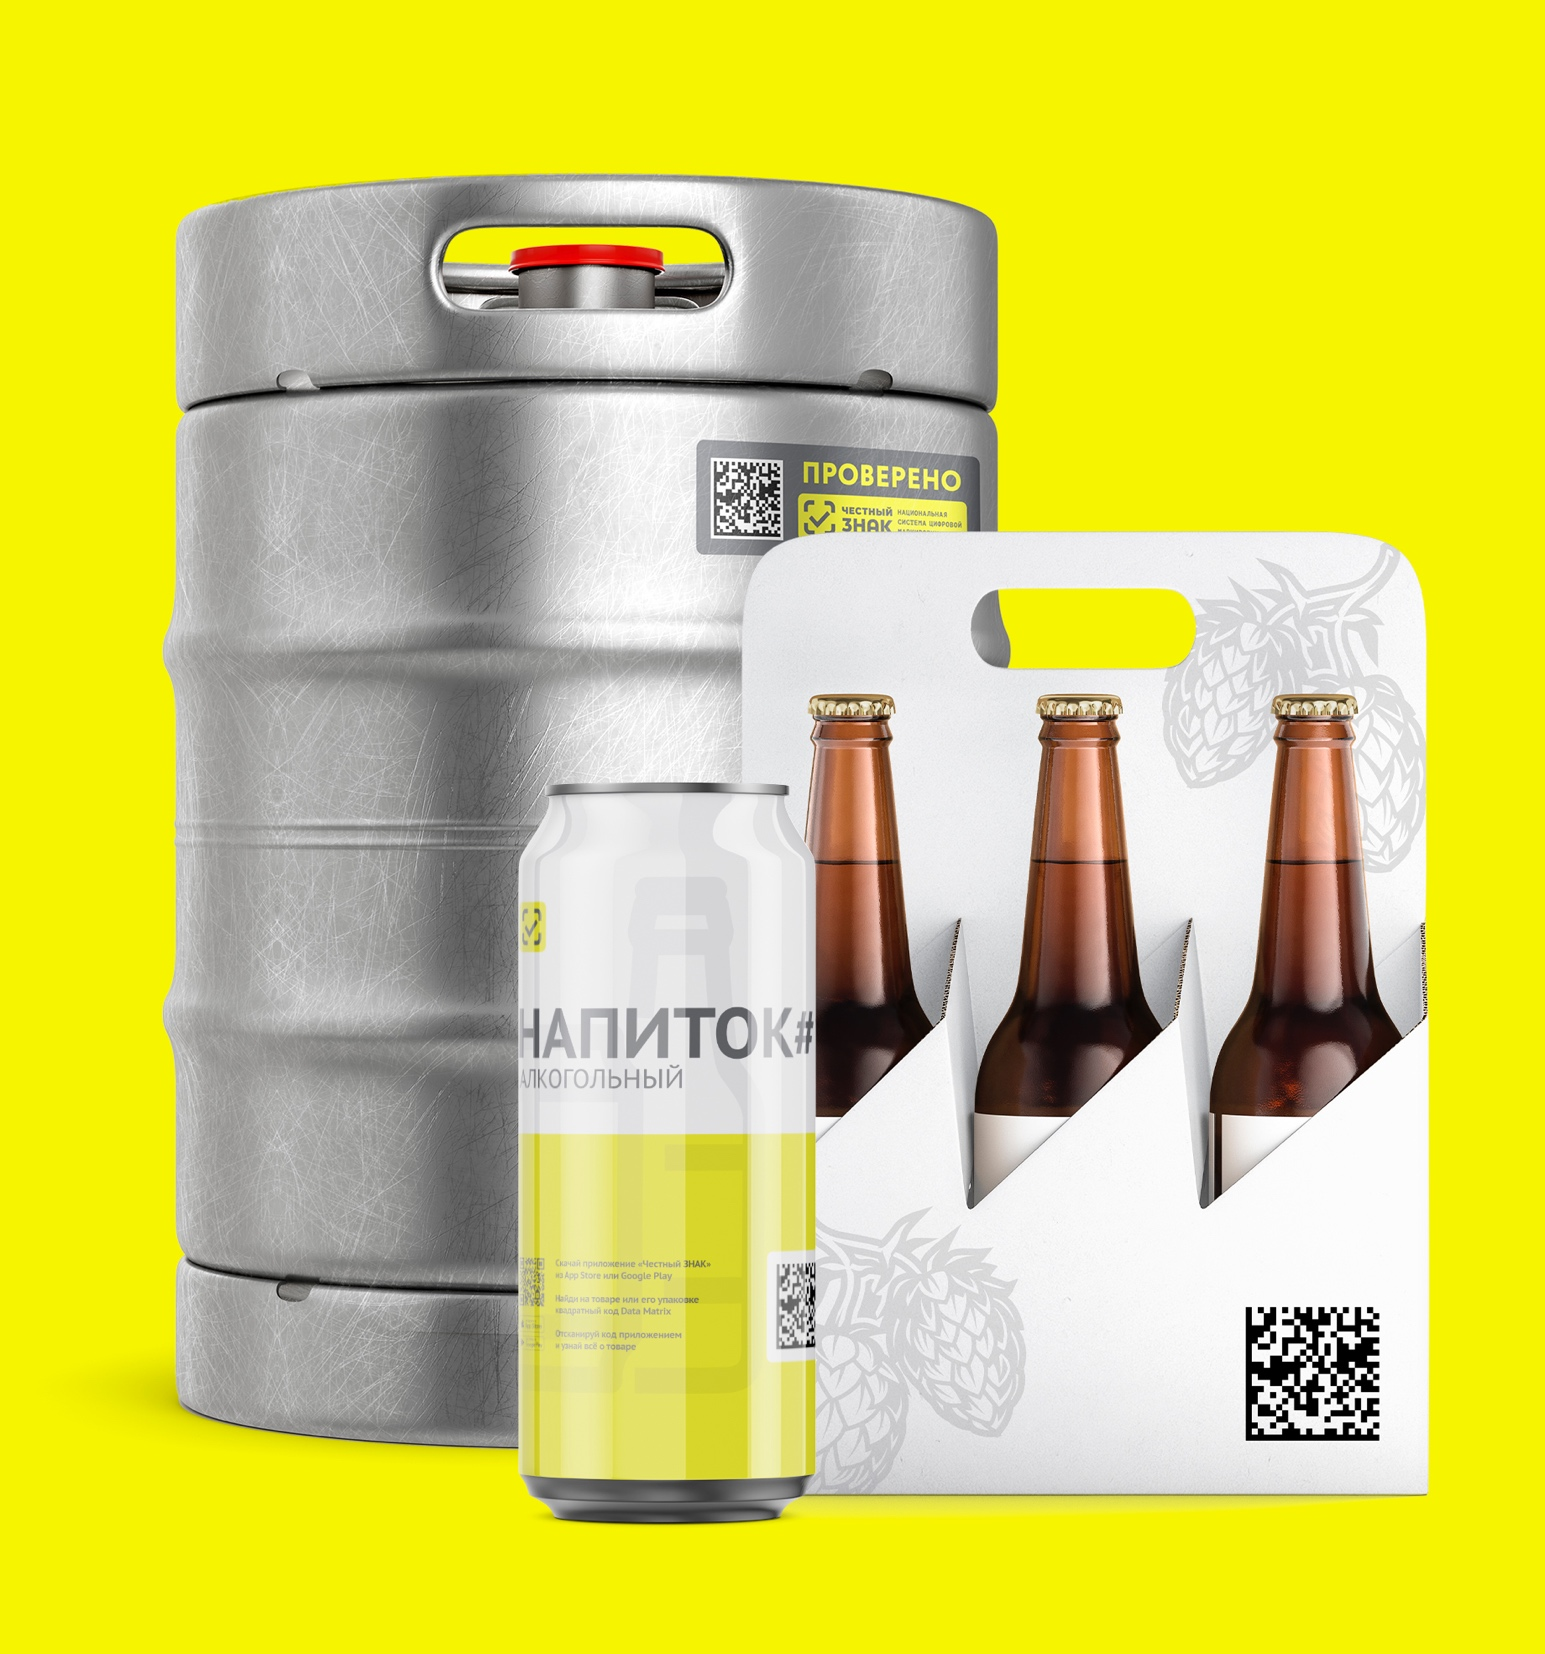 ПРОВЕРЕНО
ЧЕСТНЫЙ
ЗНАК
НАЦИОНАЛЬНАЯ
СИСТЕМА ЦИФРОВОЙ
НАПИТОК#
АЛКОГОЛЬНЫЙ
Скачай приложение «Честный ЗНАК»
из App Store или Google Play
Найди на товаре или его упаковке
квадратный код Data Matrix
Отсканируй код приложением
и узнай всё о товаре